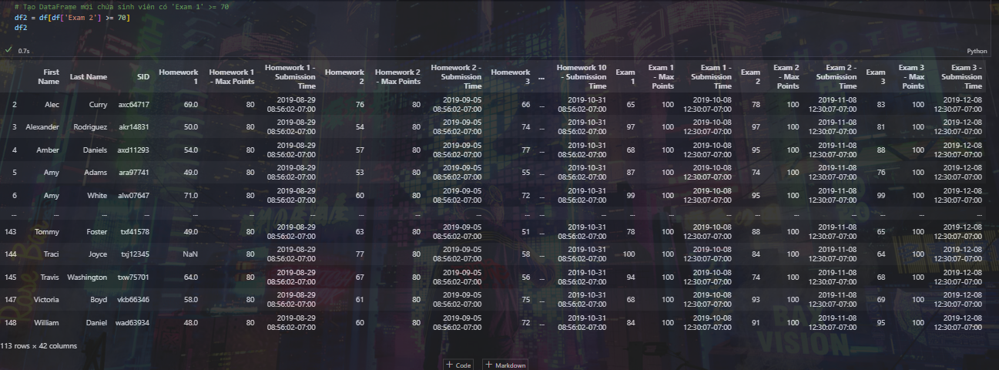 # Tạo DataFrame mới chứa sinh viên có 'Exam 1' >= 70
df2 = df[df['Exam 2'] >= 70]
df2
0.7s
Python
First Name Last Name SID Homework 1 Homework 1 - Max Points Homework 1 - Submission Time Homework 2 Homework 2 - Max Points Homework 2 - Submission Time Homework 3 ... Homework 10 - Submission Time Exam 1 Exam 1 - Max Points Exam 1 - Submission Time Exam 2 Exam 2 - Max Points Exam 2 - Submission Time Exam 3 Exam 3 - Max Points Exam 3 - Submission Time
2 Alec Curry axc64717 69.0 80 2019-08-29 08:56:02-07:00 76 80 2019-09-05 08:56:02-07:00 66 ... 2019-10-31 08:56:02-07:00 65 100 2019-10-08 12:30:07-07:00 78 100 2019-11-08 12:30:07-07:00 83 100 2019-12-08 12:30:07-07:00
3 Alexander Rodriguez akr14831 50.0 80 2019-08-29 08:56:02-07:00 54 80 2019-09-05 08:56:02-07:00 74 ... 2019-10-31 08:56:02-07:00 97 100 2019-10-08 12:30:07-07:00 97 100 2019-11-08 12:30:07-07:00 81 100 2019-12-08 12:30:07-07:00
4 Amber Daniels axd11293 54.0 80 2019-08-29 08:56:02-07:00 57 80 2019-09-05 08:56:02-07:00 77 ... 2019-10-31 08:56:02-07:00 68 100 2019-10-08 12:30:07-07:00 95 100 2019-11-08 12:30:07-07:00 88 100 2019-12-08 12:30:07-07:00
5 Amy Adams ara97741 49.0 80 2019-08-29 08:56:02-07:00 53 80 2019-09-05 08:56:02-07:00 55 ... 2019-10-31 08:56:02-07:00 87 100 2019-10-08 12:30:07-07:00 74 100 2019-11-08 12:30:07-07:00 76 100 2019-12-08 12:30:07-07:00
6 Amy White alw07647 71.0 80 2019-08-29 08:56:02-07:00 60 80 2019-09-05 08:56:02-07:00 72 ... 2019-10-31 08:56:02-07:00 99 100 2019-10-08 12:30:07-07:00 95 100 2019-11-08 12:30:07-07:00 99 100 2019-12-08 12:30:07-07:00
... ... ... ... ... ... ... ... ... ... ... ... ... ... ... ... ... ... ... ... ... ...
143 Tommy Foster txf41578 49.0 80 2019-08-29 08:56:02-07:00 63 80 2019-09-05 08:56:02-07:00 51 ... 2019-10-31 08:56:02-07:00 78 100 2019-10-08 12:30:07-07:00 88 100 2019-11-08 12:30:07-07:00 65 100 2019-12-08 12:30:07-07:00
144 Traci Joyce txj12345 NaN 80 2019-08-29 08:56:02-07:00 77 80 2019-09-05 08:56:02-07:00 58 ... 2019-10-31 08:56:02-07:00 100 100 2019-10-08 12:30:07-07:00 84 100 2019-11-08 12:30:07-07:00 64 100 2019-12-08 12:30:07-07:00
145 Travis Washington txw75701 64.0 80 2019-08-29 08:56:02-07:00 67 80 2019-09-05 08:56:02-07:00 56 ... 2019-10-31 08:56:02-07:00 94 100 2019-10-08 12:30:07-07:00 74 100 2019-11-08 12:30:07-07:00 68 100 2019-12-08 12:30:07-07:00
147 Victoria Boyd vkb66346 58.0 80 2019-08-29 08:56:02-07:00 61 80 2019-09-05 08:56:02-07:00 75 ... 2019-10-31 08:56:02-07:00 68 100 2019-10-08 12:30:07-07:00 93 100 2019-11-08 12:30:07-07:00 69 100 2019-12-08 12:30:07-07:00
148 William Daniel wad63934 48.0 80 2019-08-29 08:56:02-07:00 60 80 2019-09-05 08:56:02-07:00 72 ... 2019-10-31 08:56:02-07:00 84 100 2019-10-08 12:30:07-07:00 91 100 2019-11-08 12:30:07-07:00 95 100 2019-12-08 12:30:07-07:00
113 rows × 42 columns
+ Code + Markdown
HOTEL
VISION